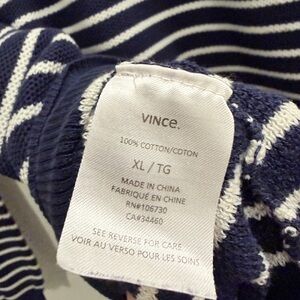 VINCE.
100% COTTON/COTON
XL / TG
MADE IN CHINA
FABRIQUÉ EN CHINE
RN#106730
CA#34460
SEE REVERSE FOR CARE
VOIR AU VERSO POUR LES SOINS